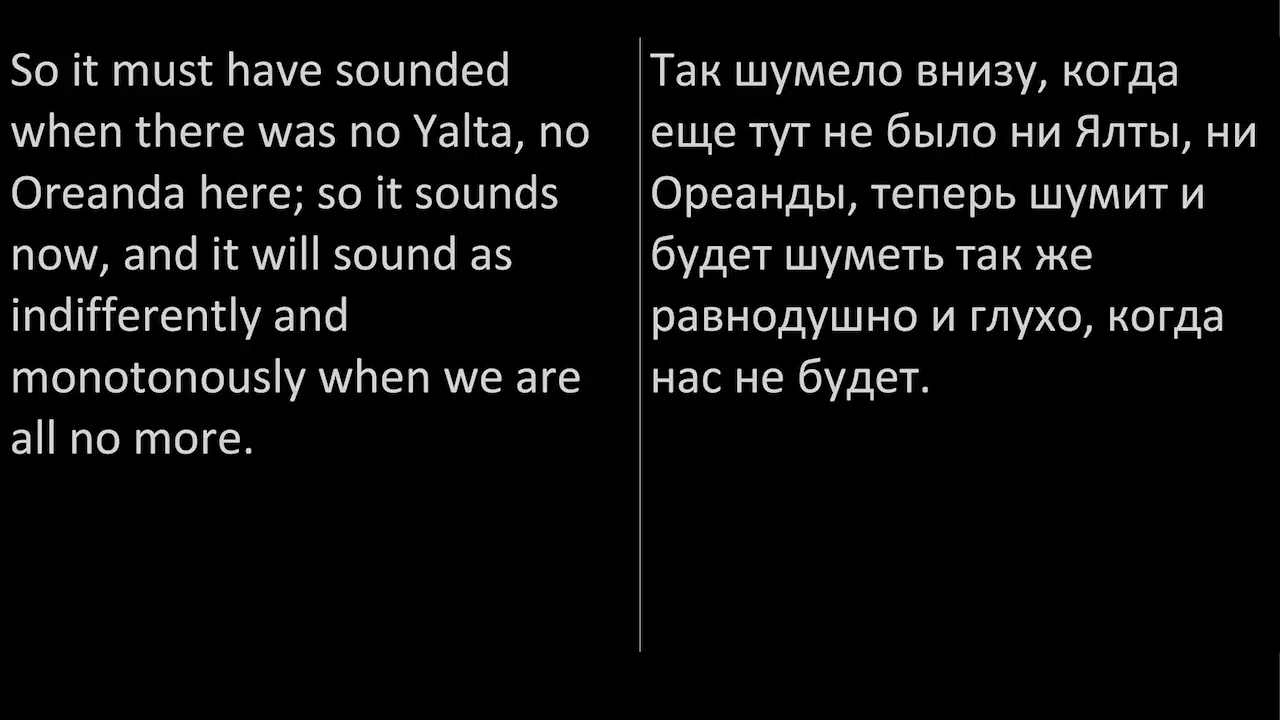 So it must have sounded
when there was no Yalta, no
Oreanda here; so it sounds
now, and it will sound as
indifferently and
monotonously when we are
all no more.
Так шумело внизу, когда
еще тут не было ни Ялты, ни
Ореанды, теперь шумит и
будет шуметь так же
равнодушно и глухо, когда
нас не будет.